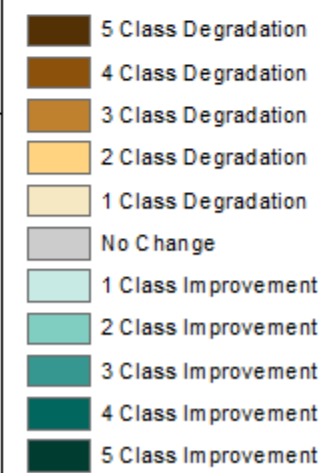 5 Class Degradation
4 Class Degradation
3 Class Degradation
2 Class Degradation
1 Class Degradation
No Change
1 Class Improvement
2 Class Improvement
3 Class Improvement
4 Class Improvement
5 Class Improvement